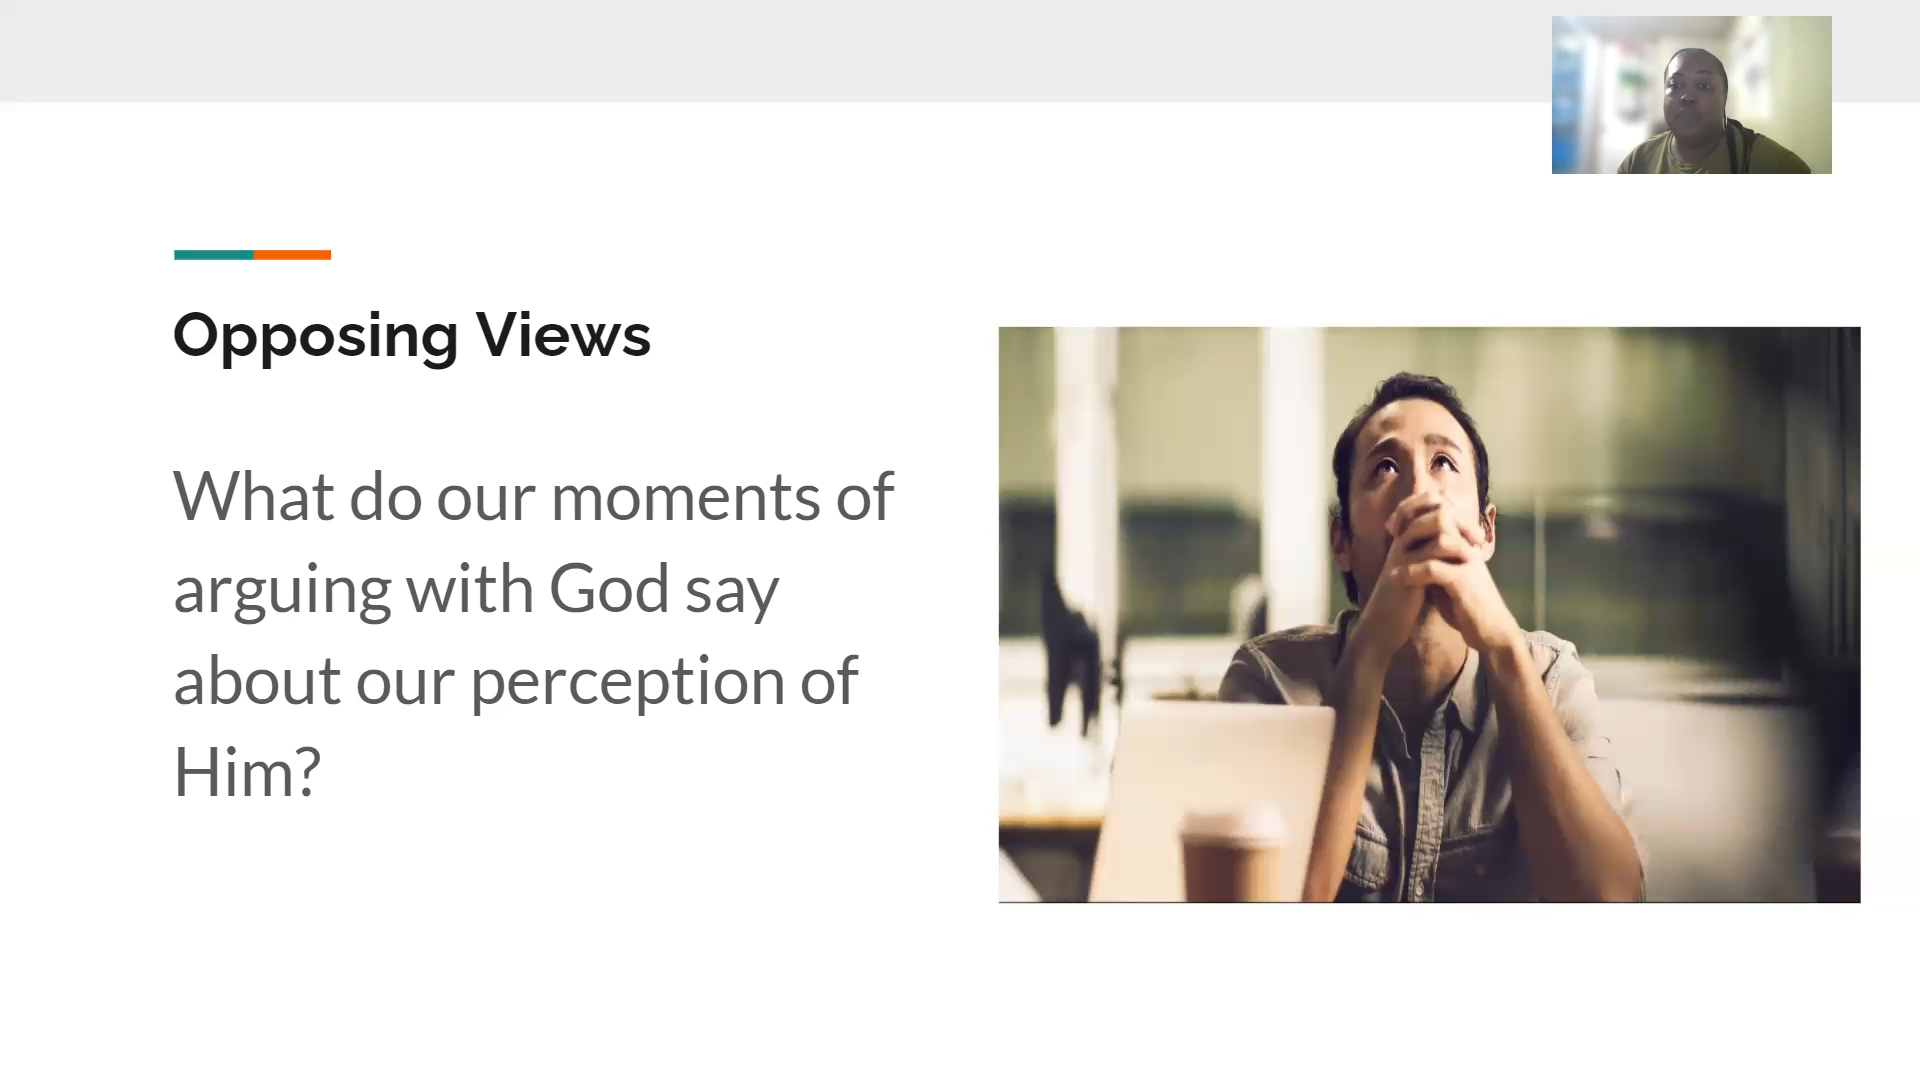 Opposing Views
What do our moments of
arguing with God say
about our perception of
Him?